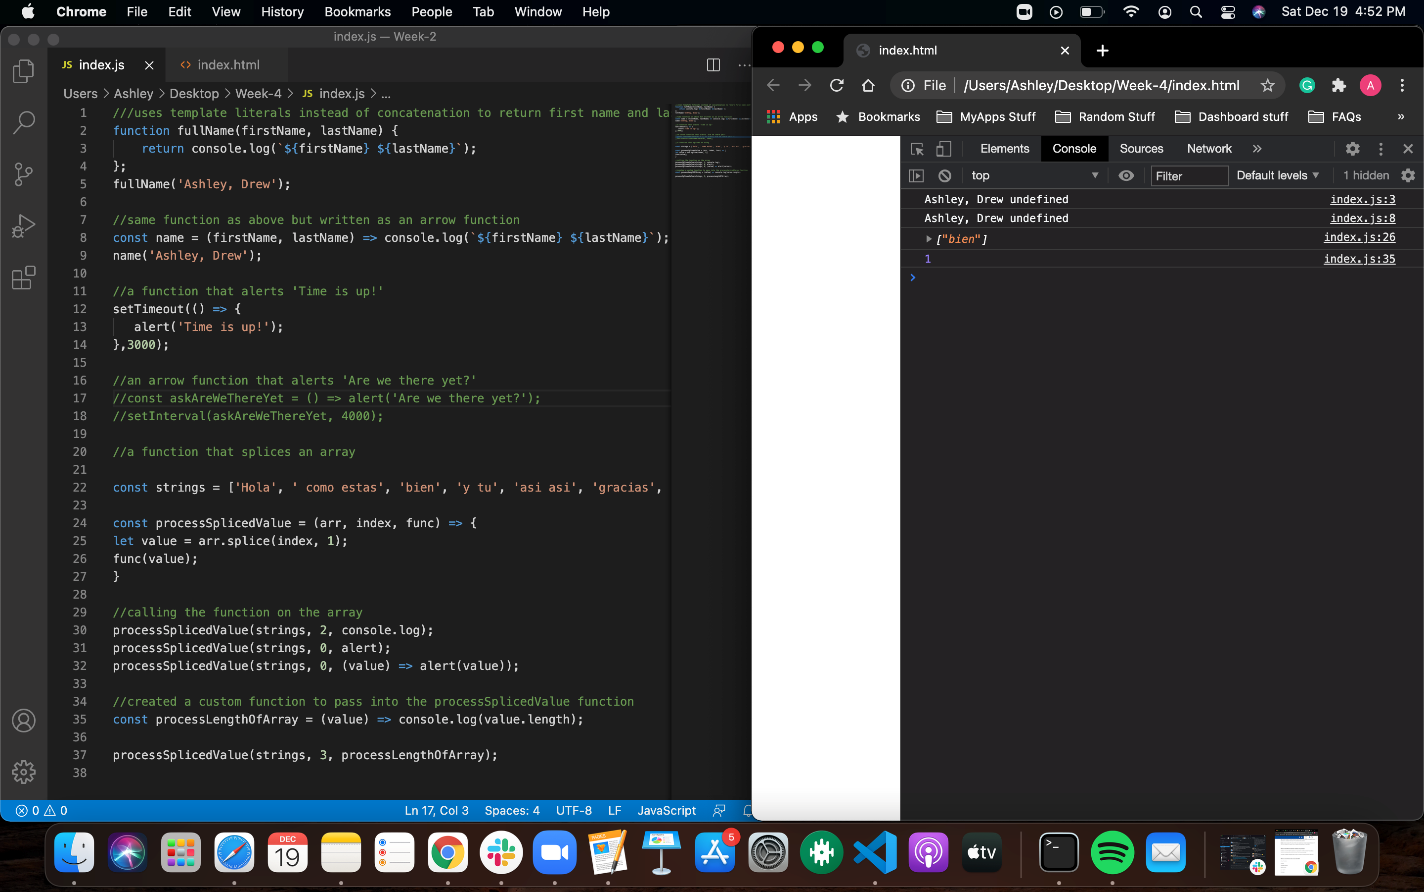 Chrome File Edit View History Bookmarks People Tab Window Help Sat Dec 19 4:52 PM
index.js — Week-2
JS index.js × <> index.html ...
Users > Ashley > Desktop > Week-4 > JS index.js > ...
1 ///uses template literals instead of concatenation to return first name and la
2 function fullName(firstName, lastName) {
3 return console.log(`${firstName} ${lastName}`);
4 };
5 fullName('Ashley, Drew');
6
7 //same function as above but written as an arrow function
8 const name = (firstName, lastName) => console.log(`${firstName} ${lastName}`);
9 name('Ashley, Drew');
10
11 //a function that alerts 'Time is up!'
12 setTimeout(() => {
13 alert('Time is up!');
14 },3000);
15
16 //an arrow function that alerts 'Are we there yet?'
17 //const askAreWeThereYet = () => alert('Are we there yet?');
18 //setInterval(askAreWeThereYet, 4000);
19
20 //a function that splices an array
21
22 const strings = ['Hola', ' como estas', 'bien', 'y tu', 'asi asi', 'gracias',
23
24 const processSplicedValue = (arr, index, func) => {
25 let value = arr.splice(index, 1);
26 func(value);
27 }
28
29 //calling the function on the array
30 processSplicedValue(strings, 2, console.log);
31 processSplicedValue(strings, 0, alert);
32 processSplicedValue(strings, 0, (value) => alert(value));
33
34 //created a custom function to pass into the processSplicedValue function
35 const processLengthOfArray = (value) => console.log(value.length);
36
37 processSplicedValue(strings, 3, processLengthOfArray);
38
0 0 Ln 17, Col 3 Spaces: 4 UTF-8 LF JavaScript
index.html × +
File | /Users/Ashley/Desktop/Week-4/index.html A
Apps Bookmarks MyApps Stuff Random Stuff Dashboard stuff FAQs »
Elements Console Sources Network »
top Filter Default levels 1 hidden
Ashley, Drew undefined index.js:3
Ashley, Drew undefined index.js:8
["bien"] index.js:26
1 index.js:35
>
DEC
19
5
tv
>_